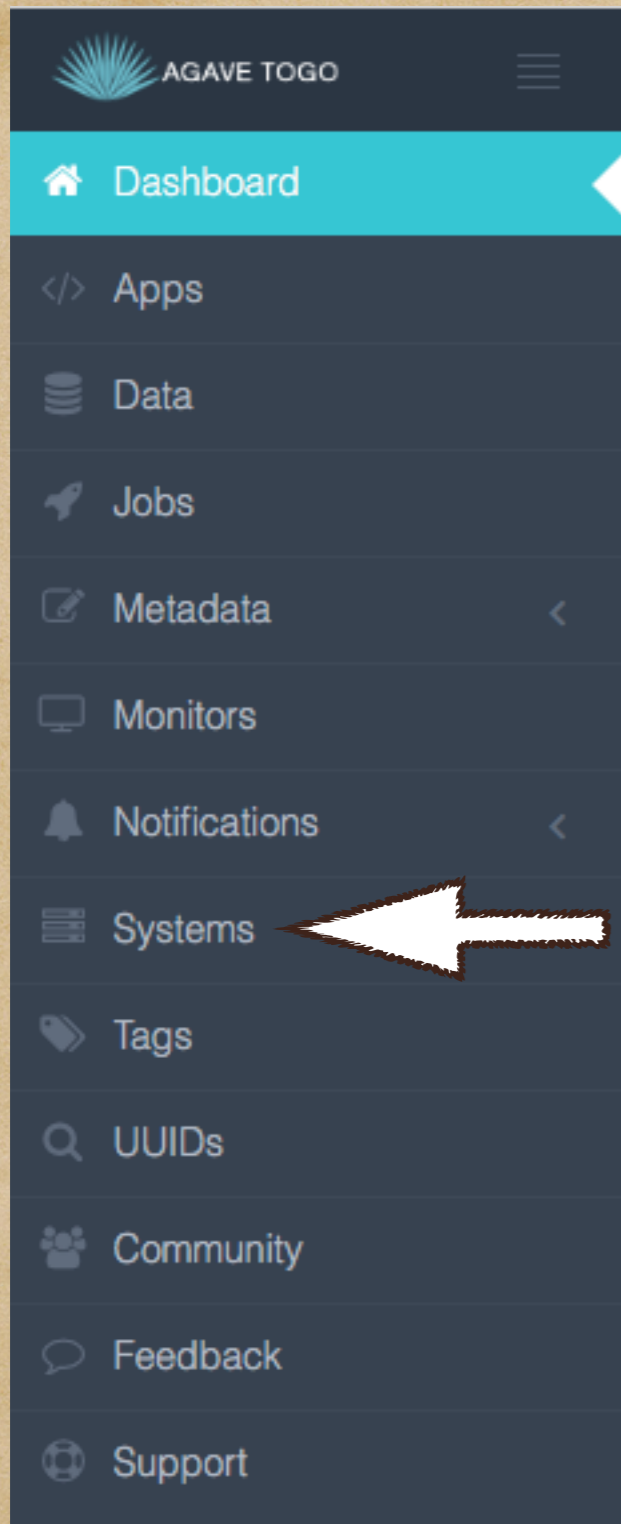 AGAVE TOGO
Dashboard
Apps
Data
Jobs
Metadata
Monitors
Notifications
Systems
Tags
UUIDs
Community
Feedback
Support